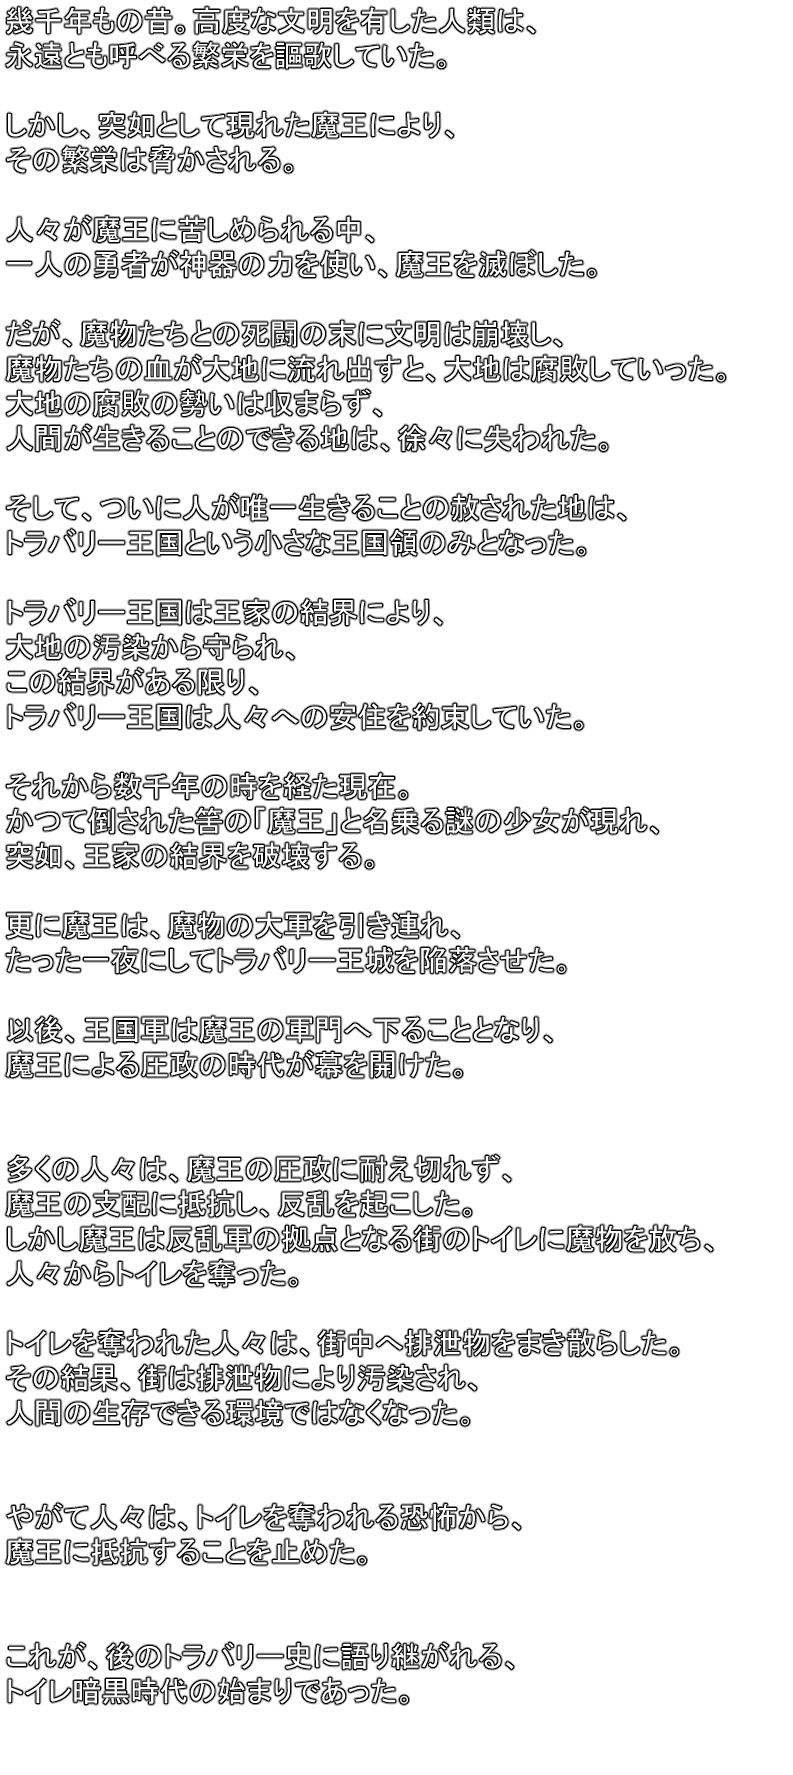 幾千年もの昔。高度な文明を有した人類は、
永遠とも呼べる繁栄を謳歌していた。
しかし、突如として現れた魔王により、
その繁栄は脅かされる。
人々が魔王に苦しめられる中、
一人の勇者が神器の力を使い、魔王を滅ぼした。
だが、魔物たちとの死闘の末に文明は崩壊し、
魔物たちの血が大地に流れ出すと、大地は腐敗していった。
大地の腐敗の勢いは収まらず、
人間が生きることのできる地は、徐々に失われた。
そして、ついに人が唯一生きることの赦された地は、
トラバリー王国という小さな王国領のみとなった。
トラバリー王国は王家の結界により、
大地の汚染から守られ、
この結界がある限り、
トラバリー王国は人々への安住を約束していた。
それから数千年の時を経た現在。
かつて倒された筈の「魔王」と名乗る謎の少女が現れ、
突如、王家の結界を破壊する。
更に魔王は、魔物の大軍を引き連れ、
たった一夜にしてトラバリー王城を陥落させた。
以後、王国軍は魔王の軍門へ下ることとなり、
魔王による圧政の時代が幕を開けた。
多くの人々は、魔王の圧政に耐え切れず、
魔王の支配に抵抗し、反乱を起こした。
しかし魔王は反乱軍の拠点となる街のトイレに魔物を放ち、
人々からトイレを奪った。
トイレを奪われた人々は、街中へ排泄物をまき散らした。
その結果、街は排泄物により汚染され、
人間の生存できる環境ではなくなった。
やがて人々は、トイレを奪われる恐怖から、
魔王に抵抗することを止めた。
これが、後のトラバリー史に語り継がれる、
トイレ暗黒時代の始まりであった。